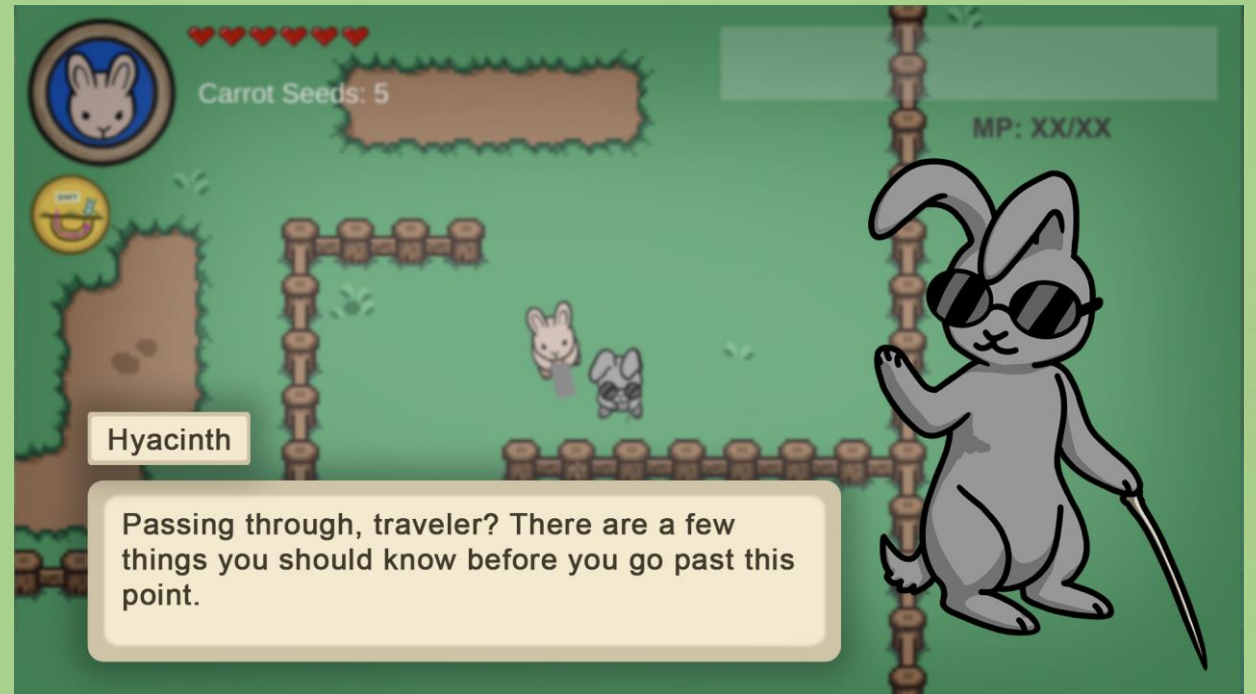 Carrot Seeds: 5
MP: XX/XX
Hyacinth
Passing through, traveler? There are a few
things you should know before you go past this
point.